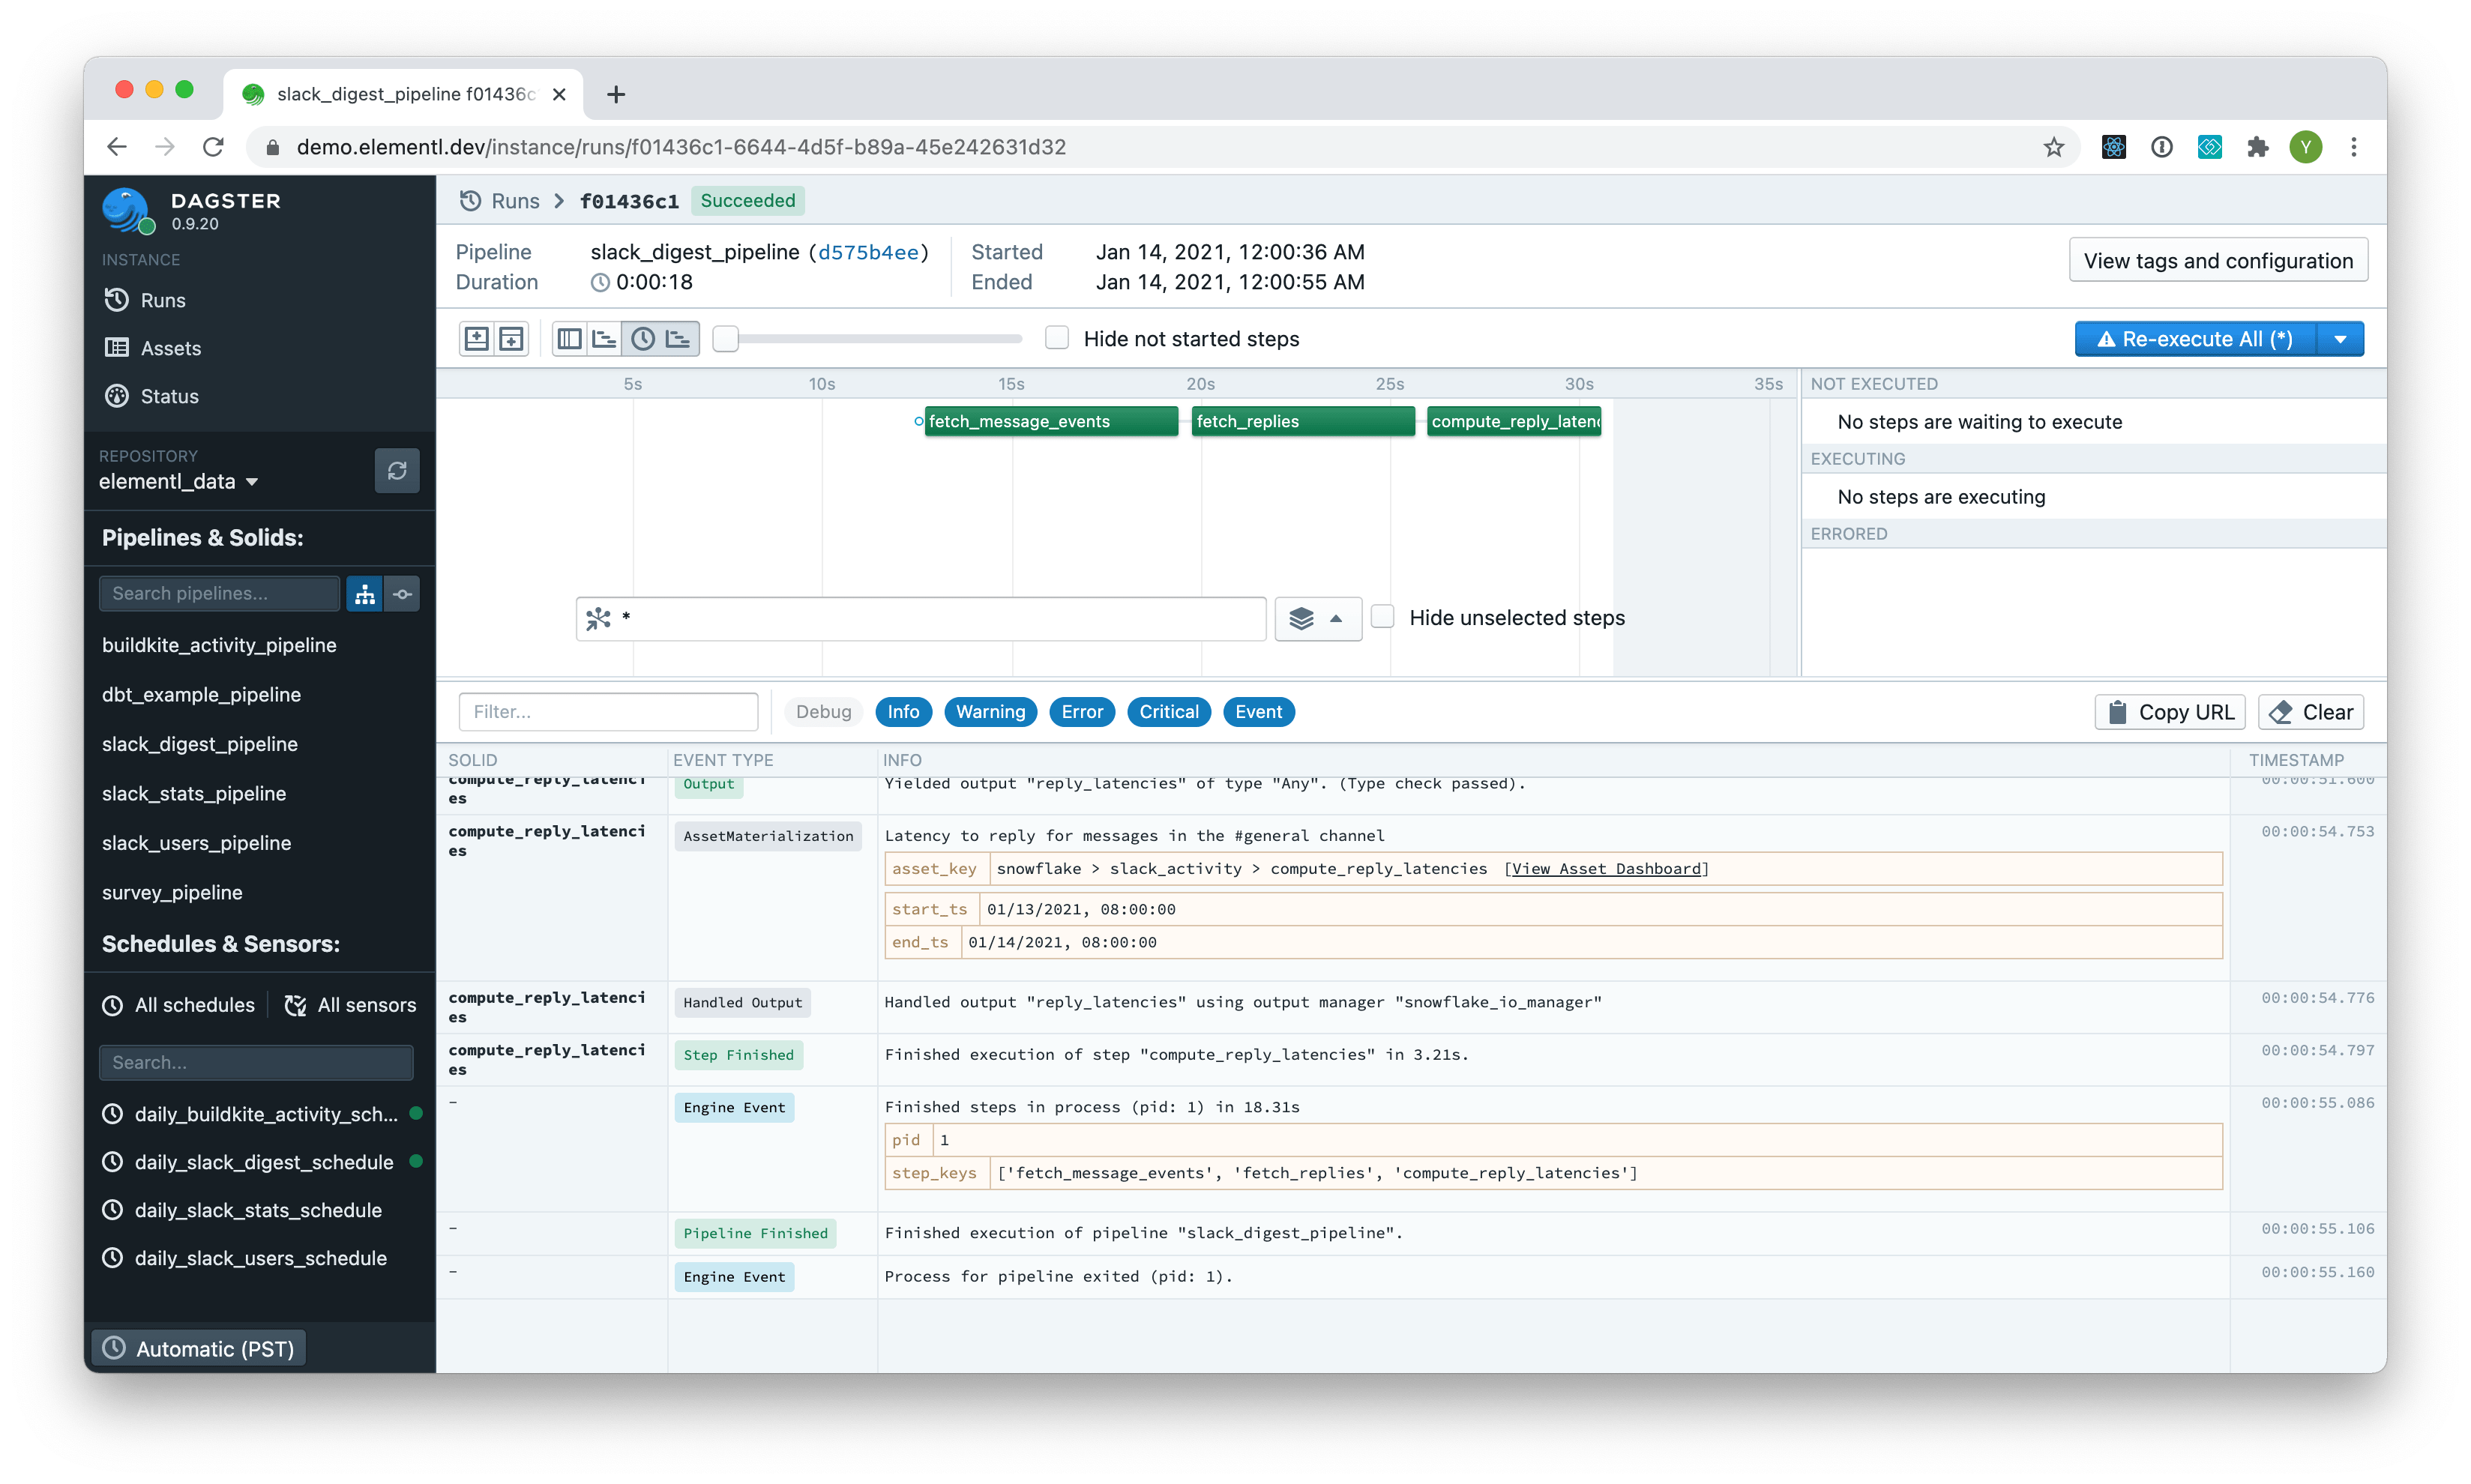 slack_digest_pipeline f01436c
demo.elementl.dev/instance/runs/f01436c1-6644-4d5f-b89a-45e242631d32
Y
DAGSTER
0.9.20
INSTANCE
Runs
Assets
Status
REPOSITORY
elementl_data
Pipelines & Solids:
Search pipelines...
buildkite_activity_pipeline
dbt_example_pipeline
slack_digest_pipeline
slack_stats_pipeline
slack_users_pipeline
survey_pipeline
Schedules & Sensors:
All schedules
All sensors
Search...
daily_buildkite_activity_sch...
daily_slack_digest_schedule
daily_slack_stats_schedule
daily_slack_users_schedule
Automatic (PST)
Runs > f01436c1 Succeeded
Pipeline slack_digest_pipeline (d575b4ee)
Duration 0:00:18
Started Jan 14, 2021, 12:00:36 AM
Ended Jan 14, 2021, 12:00:55 AM
View tags and configuration
Hide not started steps
Re-execute All (*)
5s 10s 15s 20s 25s 30s 35s
fetch_message_events fetch_replies compute_reply_laten
* Hide unselected steps
NOT EXECUTED
No steps are waiting to execute
EXECUTING
No steps are executing
ERRORED
Filter... Debug Info Warning Error Critical Event Copy URL Clear
SOLID EVENT TYPE INFO TIMESTAMP
compute_reply_latenci
es
Output Yielded output "reply_latencies" of type "Any". (Type check passed). 00:00:51.600
compute_reply_latenci
es
AssetMaterialization Latency to reply for messages in the #general channel 00:00:54.753
asset_key snowflake > slack_activity > compute_reply_latencies [View Asset Dashboard]
start_ts 01/13/2021, 08:00:00
end_ts 01/14/2021, 08:00:00
compute_reply_latenci
es
Handled Output Handled output "reply_latencies" using output manager "snowflake_io_manager" 00:00:54.776
compute_reply_latenci
es
Step Finished Finished execution of step "compute_reply_latencies" in 3.21s. 00:00:54.797
– Engine Event Finished steps in process (pid: 1) in 18.31s 00:00:55.086
pid 1
step_keys ['fetch_message_events', 'fetch_replies', 'compute_reply_latencies']
– Pipeline Finished Finished execution of pipeline "slack_digest_pipeline". 00:00:55.106
– Engine Event Process for pipeline exited (pid: 1). 00:00:55.160